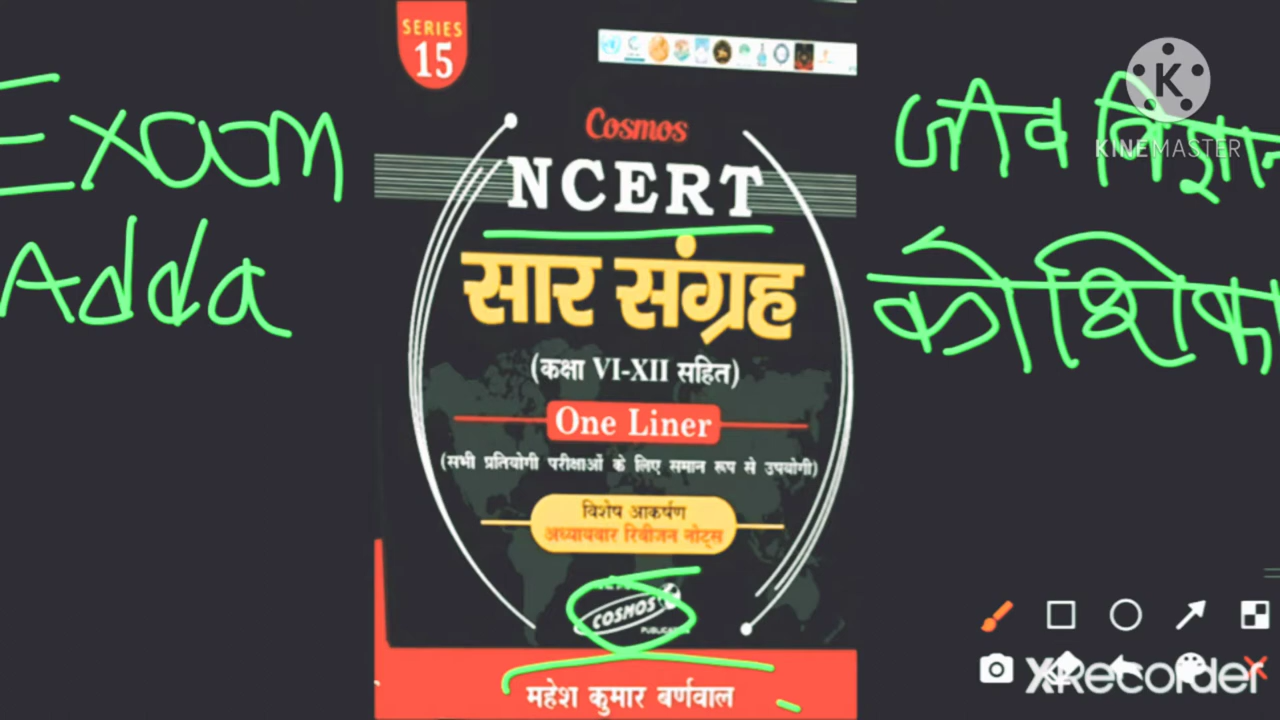 SERIES
15
Exam
Adda
Cosmos
NCERT
सार संग्रह
(कक्षा VI-XII सहित)
One Liner
(सभी प्रतियोगी परीक्षाओं के लिए समान रूप से उपयोगी)
विशेष आकर्षण
अध्यायवार रिवीजन नोट्स
COSMOS
महेश कुमार बर्णवाल
जीव विज्ञान
कोशिका
K
KINEMASTER
XRecorder